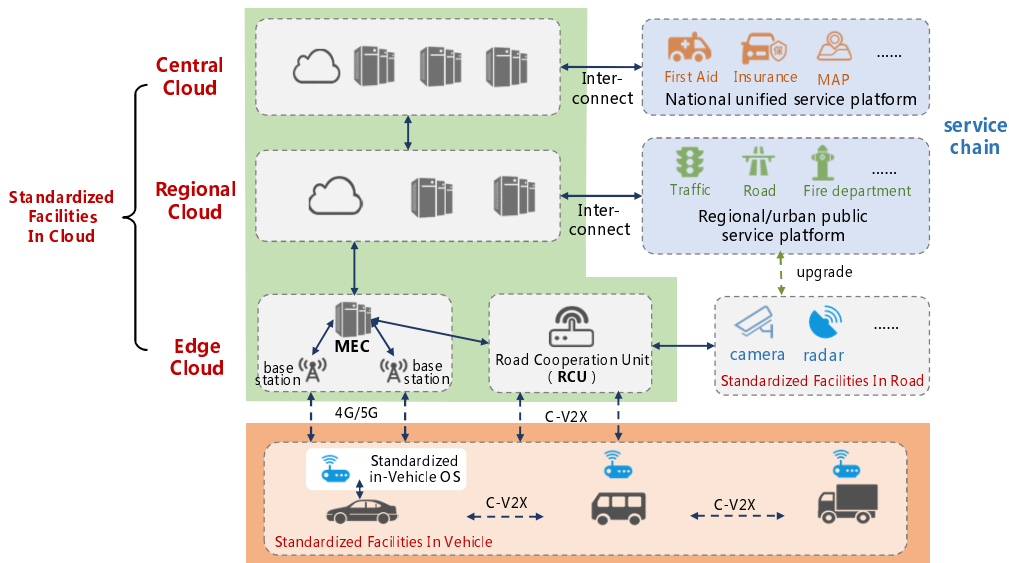 Central
Cloud
Inter-
connect
First Aid
Insurance
保
MAP
......
National unified service platform
service
chain
Standardized
Facilities
In Cloud
Regional
Cloud
Inter-
connect
Traffic
Road
Fire department
......
Regional/urban public
service platform
upgrade
Edge
Cloud
MEC
base
station
base
station
Road Cooperation Unit
( RCU )
camera
radar
......
Standardized Facilities In Road
4G/5G
C-V2X
Standardized
in-Vehicle OS
C-V2X
C-V2X
Standardized Facilities In Vehicle